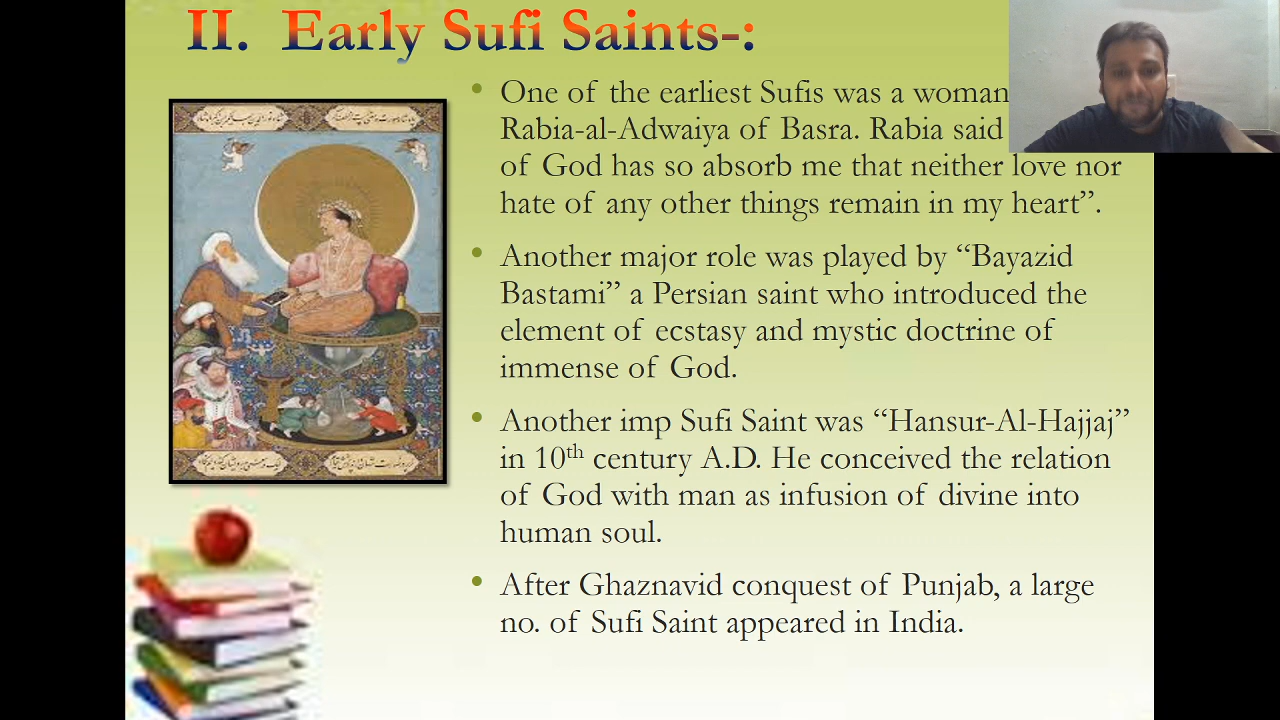 II. Early Sufi Saints-:
• One of the earliest Sufis was a woman
Rabia-al-Adwaiya of Basra. Rabia said
of God has so absorb me that neither love nor
hate of any other things remain in my heart”.
• Another major role was played by “Bayazid
Bastami” a Persian saint who introduced the
element of ecstasy and mystic doctrine of
immense of God.
• Another imp Sufi Saint was “Hansur-Al-Hajjaj”
in 10th century A.D. He conceived the relation
of God with man as infusion of divine into
human soul.
• After Ghaznavid conquest of Punjab, a large
no. of Sufi Saint appeared in India.